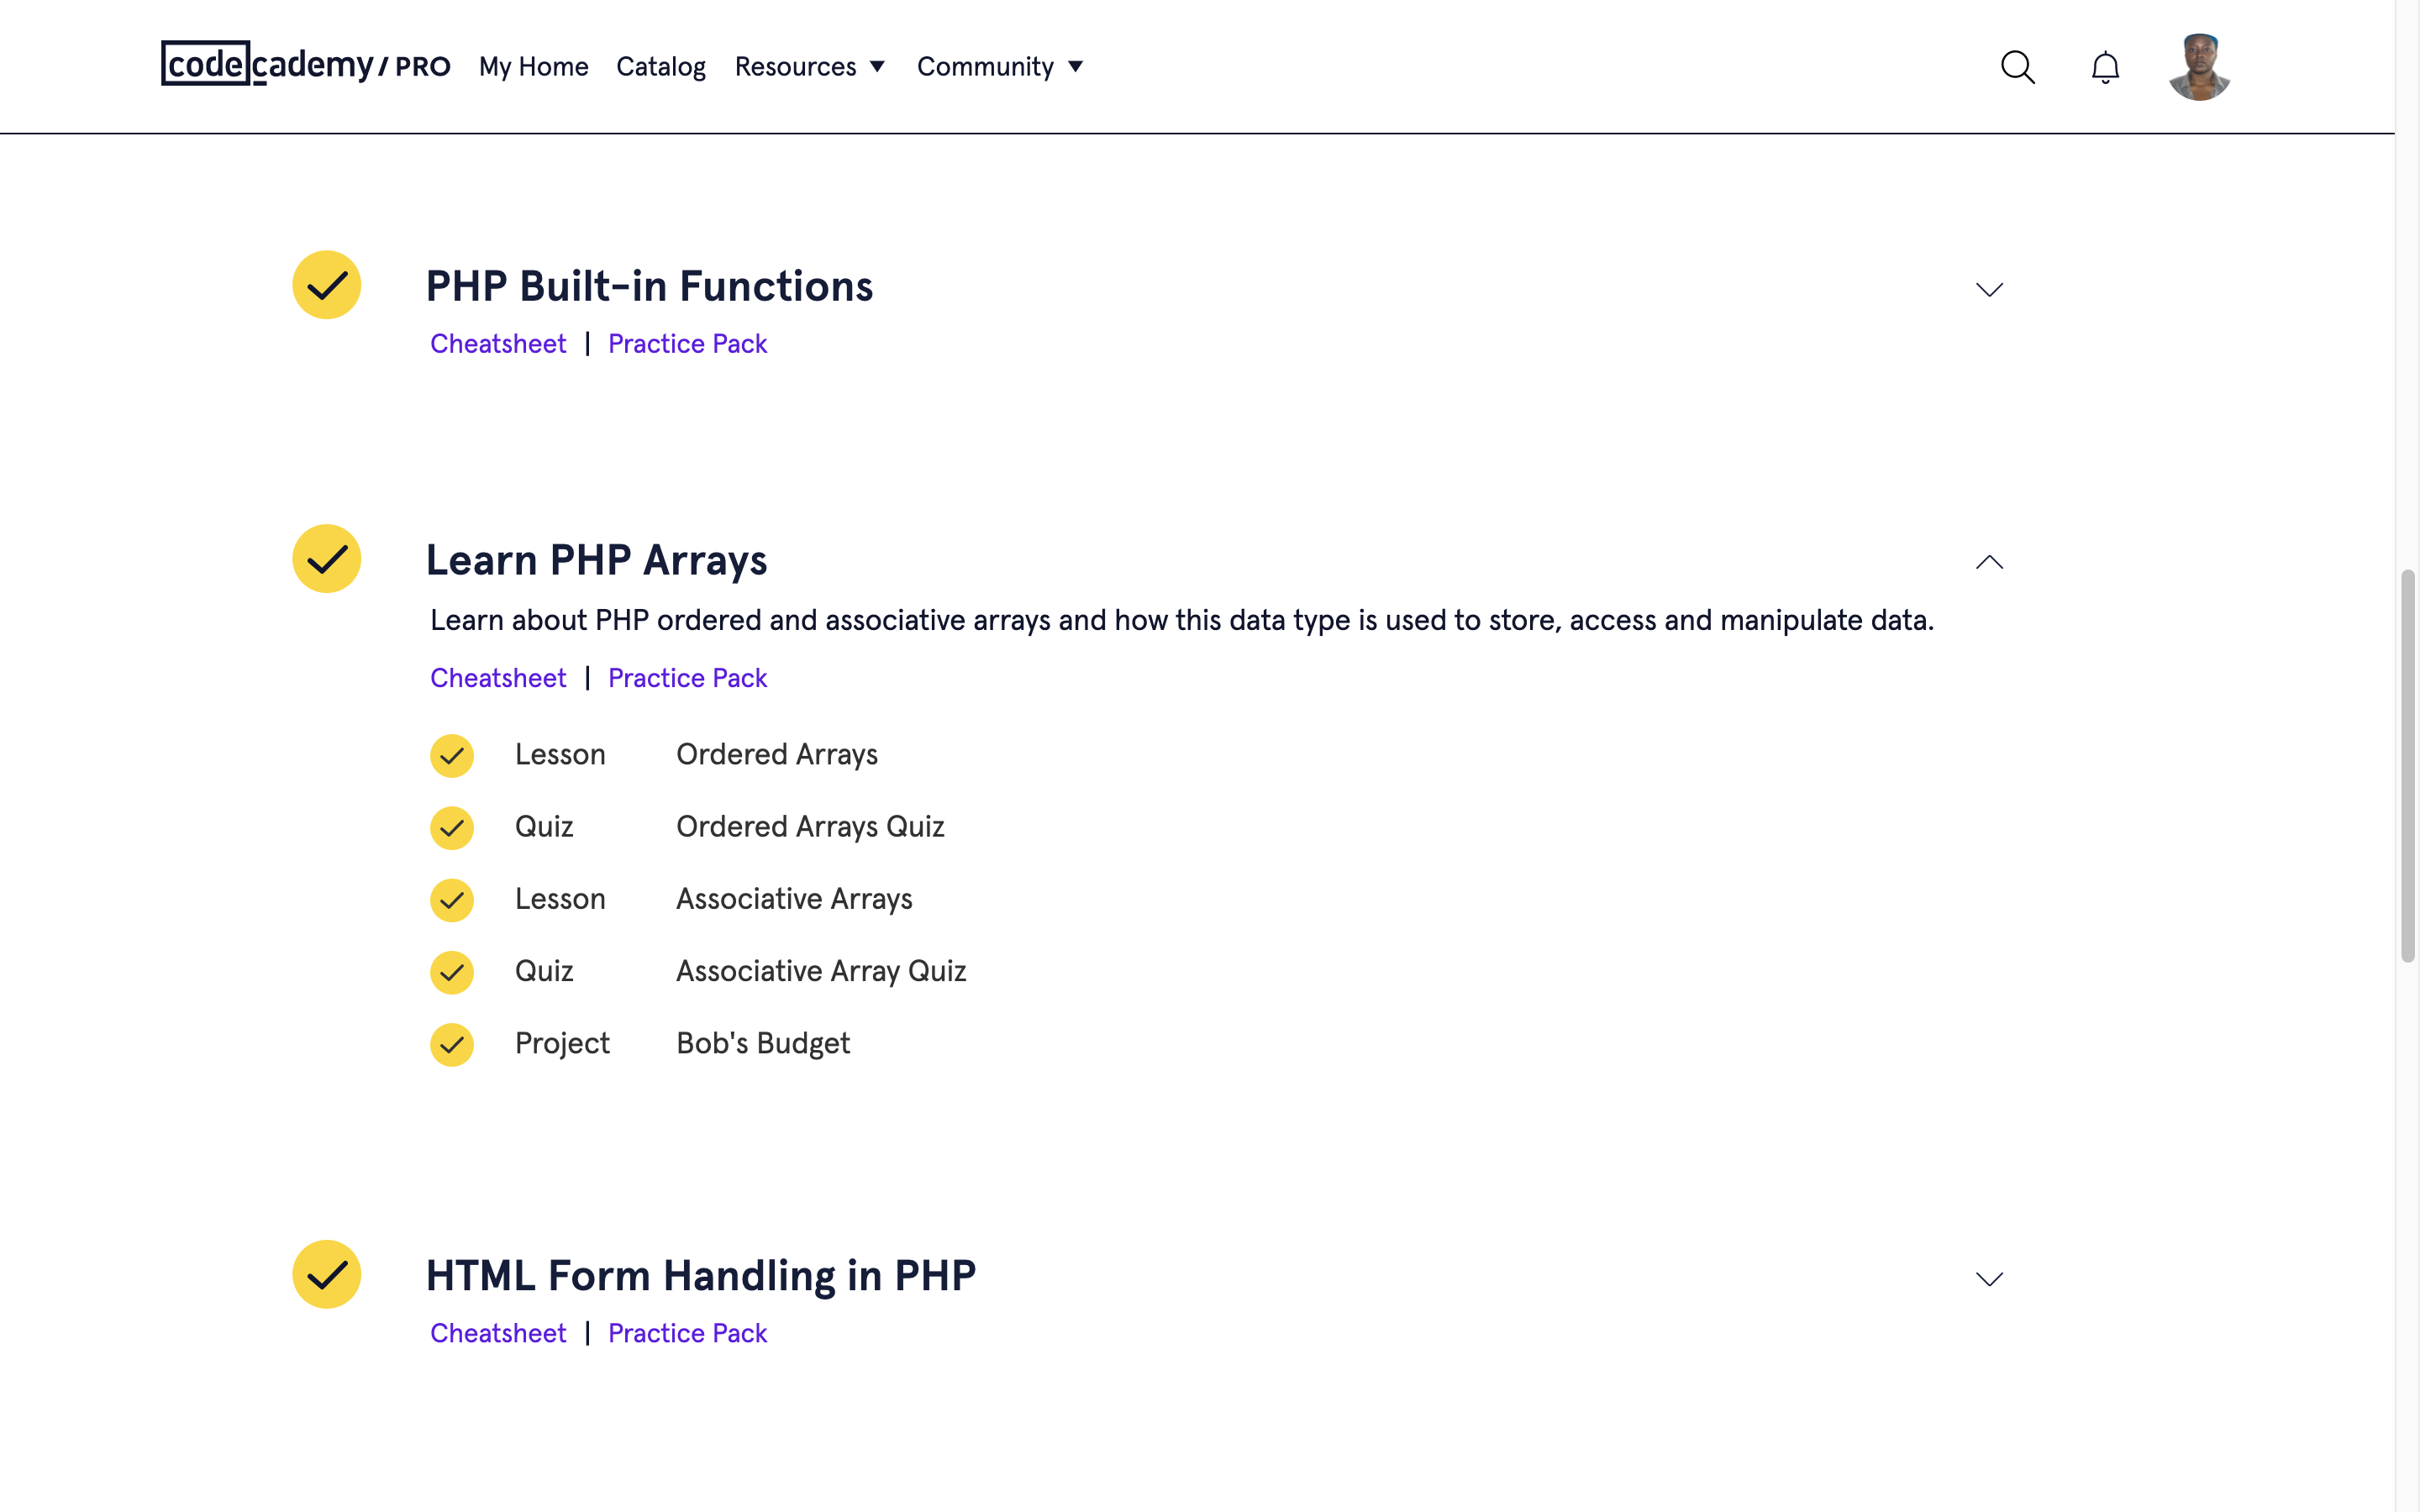 codecademy / PRO My Home Catalog Resources Community
PHP Built-in Functions
Cheatsheet | Practice Pack
Learn PHP Arrays
Learn about PHP ordered and associative arrays and how this data type is used to store, access and manipulate data.
Cheatsheet | Practice Pack
Lesson Ordered Arrays
Quiz Ordered Arrays Quiz
Lesson Associative Arrays
Quiz Associative Array Quiz
Project Bob's Budget
HTML Form Handling in PHP
Cheatsheet | Practice Pack